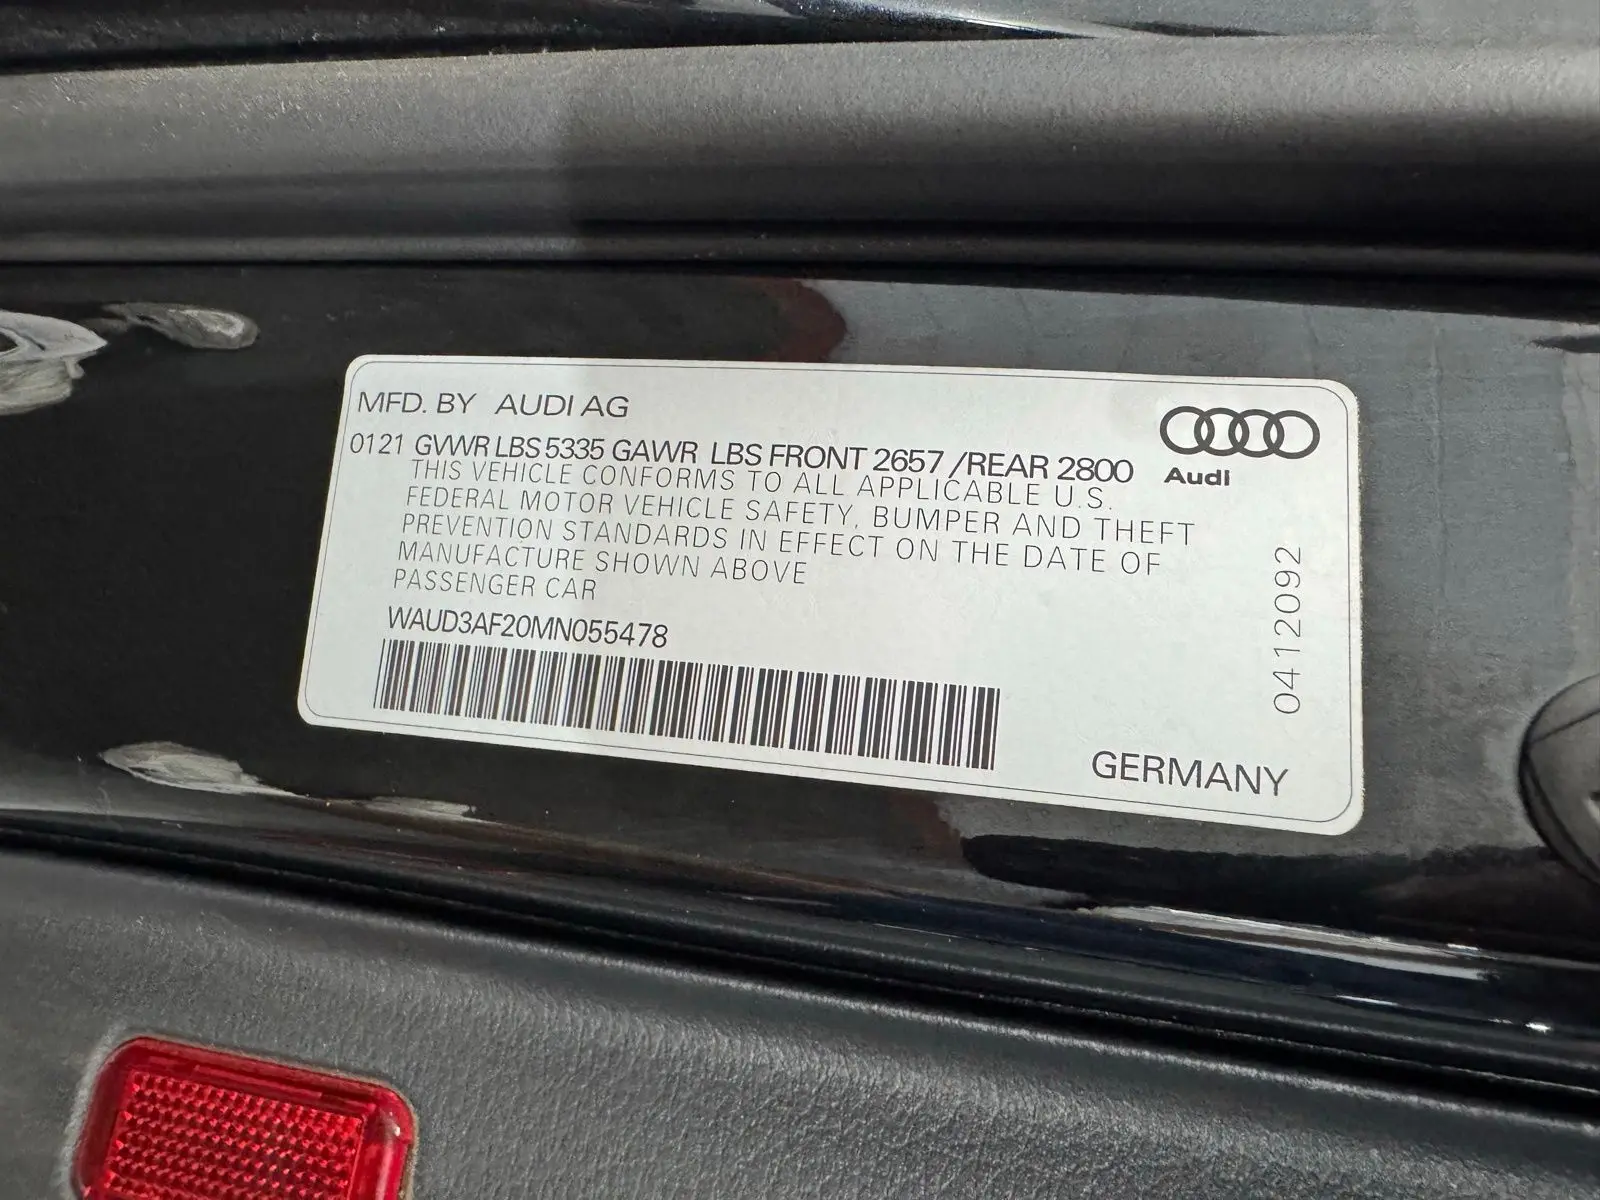 MFD. BY AUDI AG
0121 GVWR LBS 5335 GAWR LBS FRONT 2657 /REAR 2800
THIS VEHICLE CONFORMS TO ALL APPLICABLE U.S.
FEDERAL MOTOR VEHICLE SAFETY, BUMPER AND THEFT
PREVENTION STANDARDS IN EFFECT ON THE DATE OF
MANUFACTURE SHOWN ABOVE
PASSENGER CAR
WAUD3AF20MN055478
Audi
0412092
GERMANY